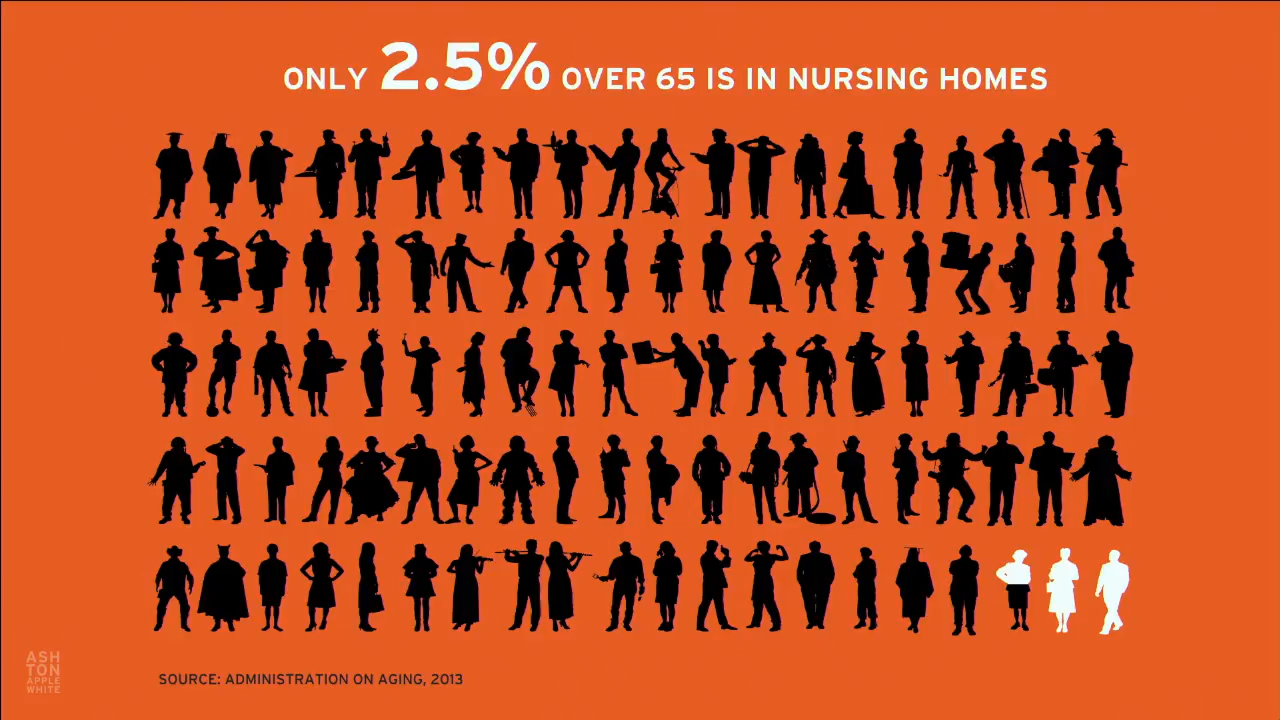 ONLY 2.5% OVER 65 IS IN NURSING HOMES
SOURCE: ADMINISTRATION ON AGING, 2013
ASH
TON
APPLE
WHITE